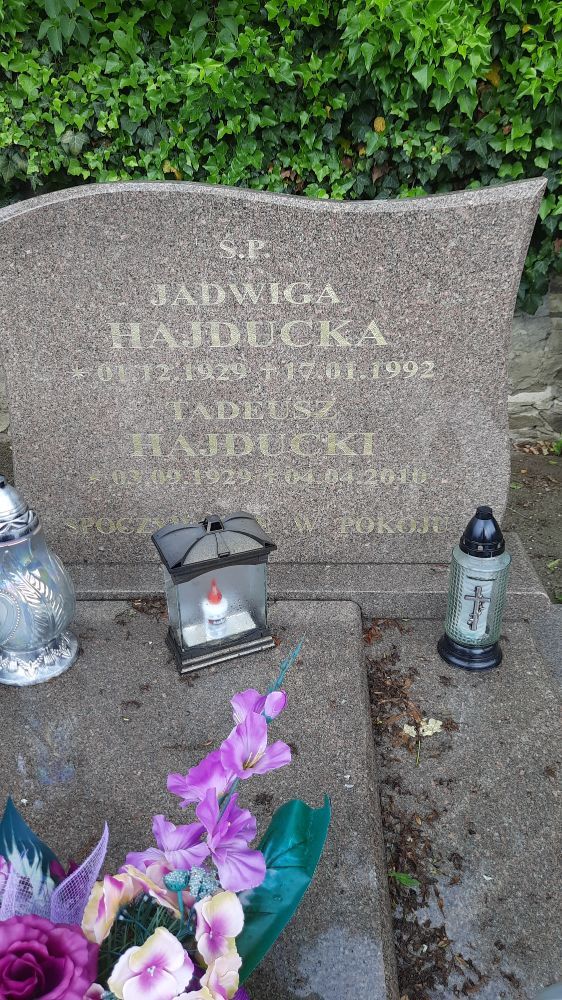 S.P.
JADWIGA
HAJDUCKA
* 01.12.1929 † 17.01.1992
TADEUSZ
HAJDUCKI
* 03.09.1929 † 04.04.2010
W POKOJU